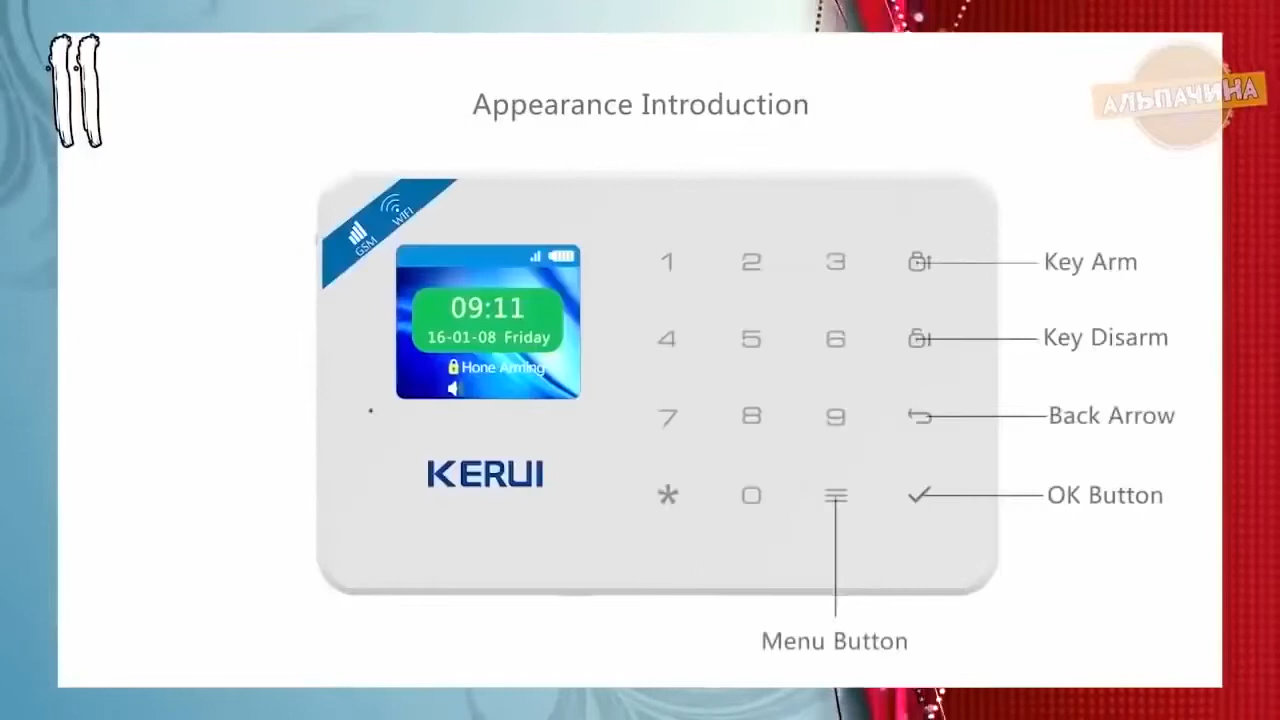 11
АЛЬПАЧИНА
Appearance Introduction
GSM WIFI
09:11
16-01-08 Friday
Hone Arming
KERUI
1 2 3
Key Arm
4 5 6
Key Disarm
7 8 9
Back Arrow
* 0
OK Button
Menu Button